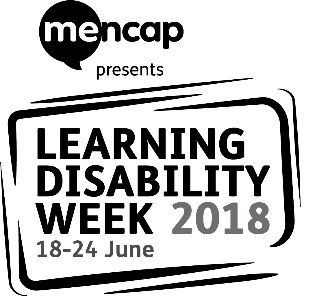 mencap
presents
LEARNING
DISABILITY
WEEK 2018
18-24 June